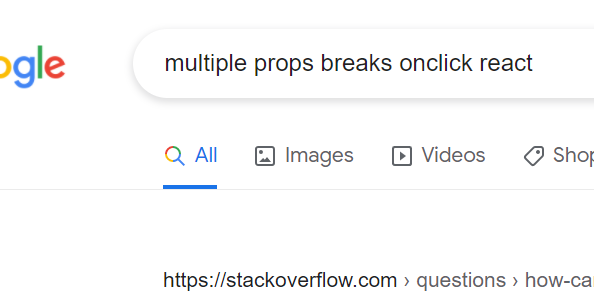 ogle
multiple props breaks onclick react
All Images Videos Shop
https://stackoverflow.com › questions › how-ca